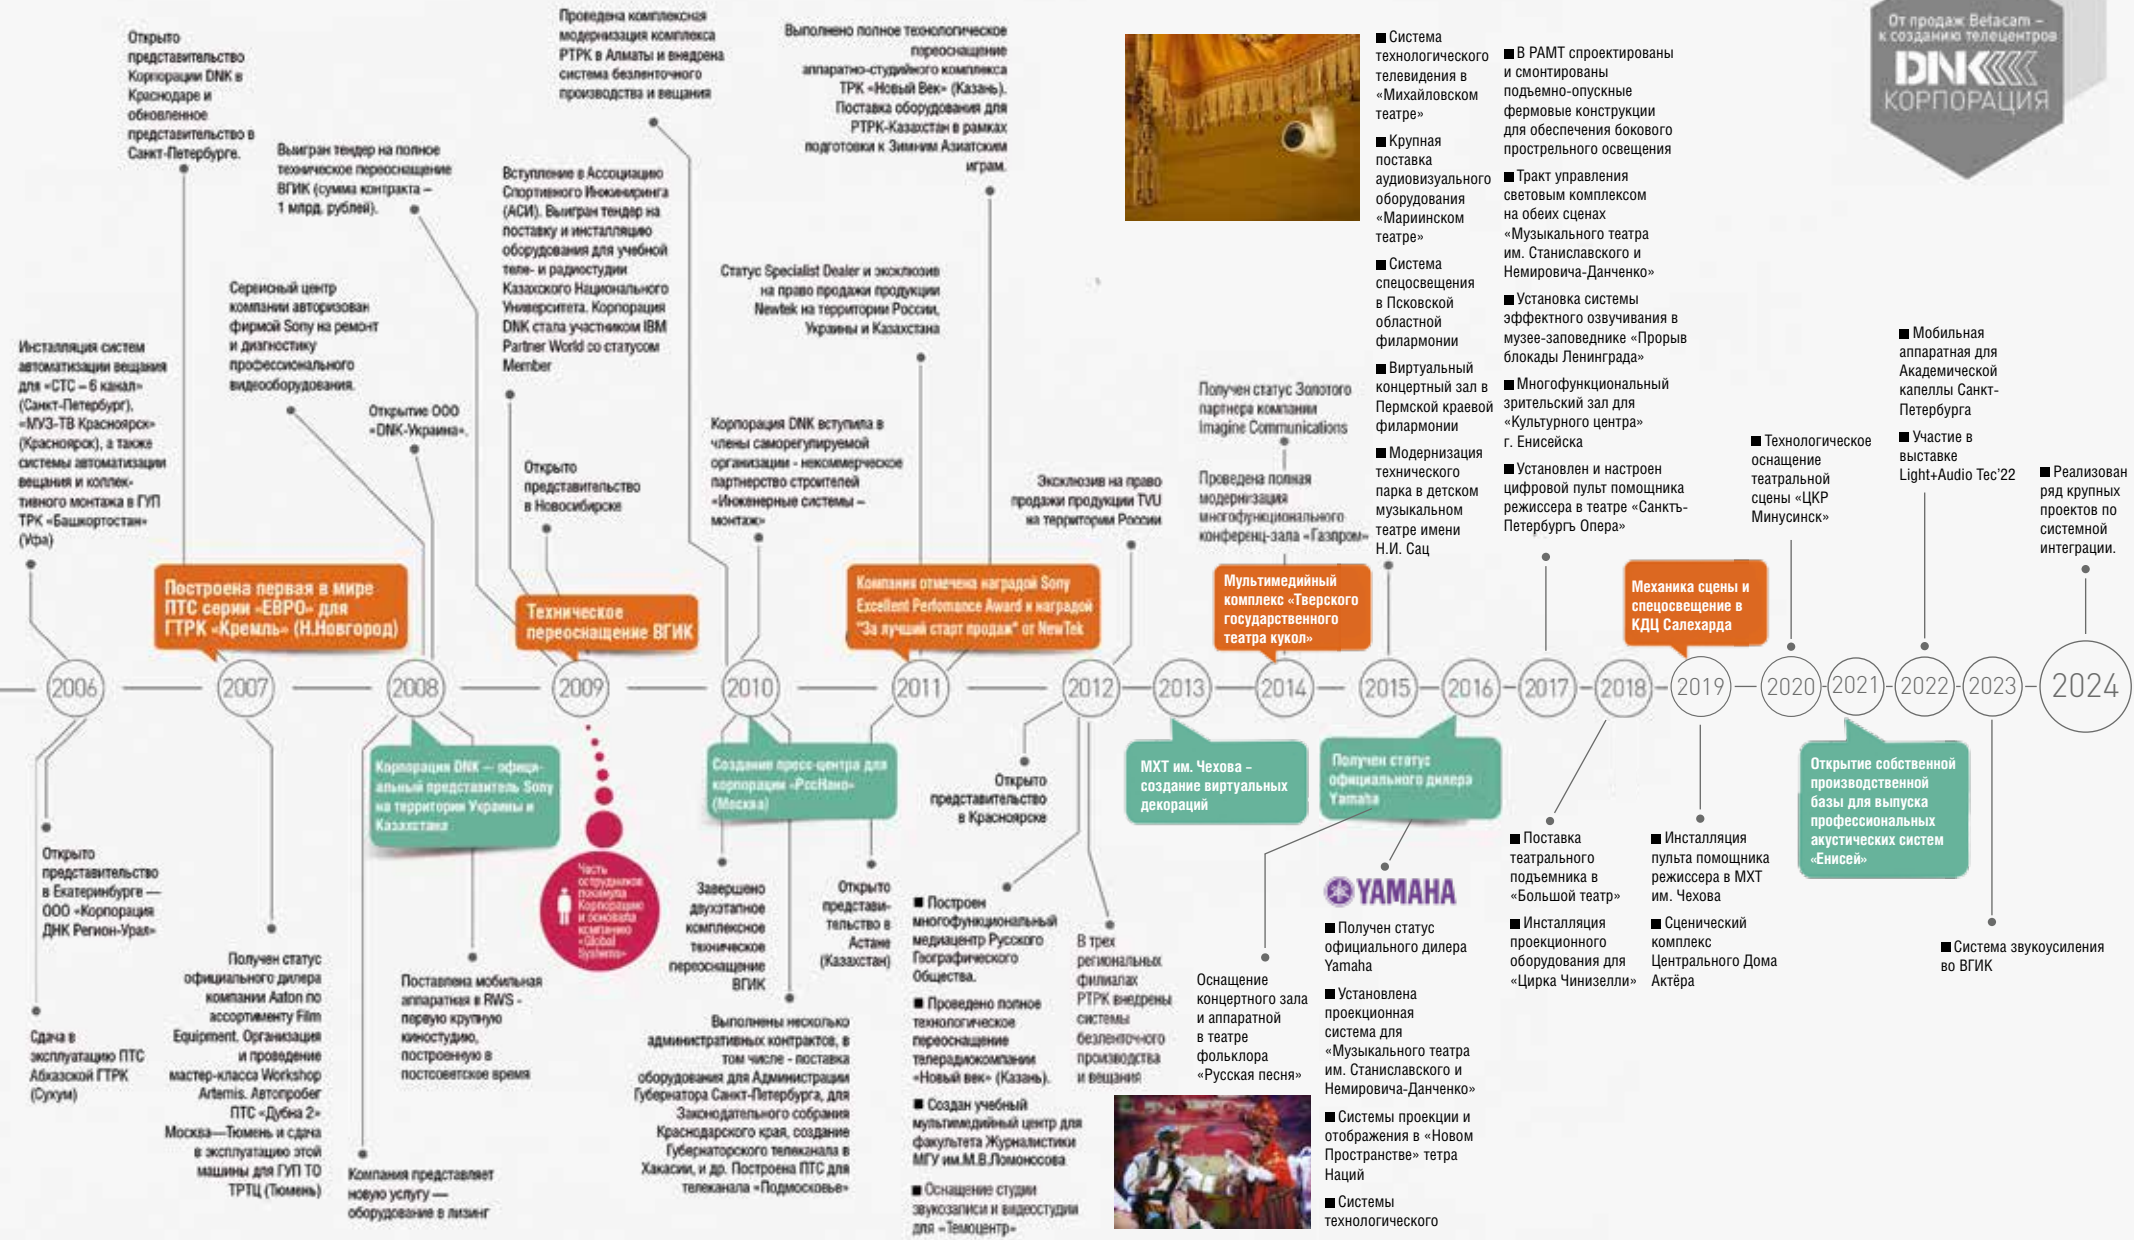 Открыто
представительство
Корпорации DNK в
Краснодаре и
обновленное
представительство в
Санкт-Петербурге.
Выигран тендер на полное
техническое переоснащение
ВГИК (сумма контракта –
1 млрд. рублей).
Проведена комплексная
модернизация комплекса
РТРК в Алматы и внедрена
система безленточного
производства и вещания
Выполнено полное технологическое
переоснащение
аппаратно-студийного комплекса
ТРК «Новый Век» (Казань).
Поставка оборудования для
РТРК-Казахстан в рамках
подготовки к Зимним Азиатским
играм.
Вступление в Ассоциацию
Спортивного Инжиниринга
(АСИ). Выигран тендер на
поставку и инсталляцию
оборудования для учебной
теле- и радиостудии
Казахского Национального
Университета. Корпорация
DNK стала участником IBM
Partner World со статусом
Member
Статус Specialist Dealer и эксклюзив
на право продажи продукции
Newtek на территории России,
Украины и Казахстана
Сервисный центр
компании авторизован
фирмой Sony на ремонт
и диагностику
профессионального
видеооборудования.
Инсталляция систем
автоматизации вещания
для «СТС – 6 канал»
(Санкт-Петербург),
«МУЗ-ТВ Красноярск»
(Красноярск), а также
системы автоматизации
вещания и коллек-
тивного монтажа в ГУП
ТРК «Башкортостан»
(Уфа)
Открытие ООО
«DNK-Украина».
Открыто
представительство
в Новосибирске
Корпорация DNK вступила в
члены саморегулируемой
организации - некоммерческое
партнерство строителей
«Инженерные системы –
монтаж»
Эксклюзив на право
продажи продукции TVU
на территории России
Получен статус Золотого
партнера компании
Imagine Communications
Проведена полная
модернизация
многофункционального
конференц-зала «Газпром»
■ Система
технологического
телевидения в
«Михайловском
театре»
■ Крупная
поставка
аудиовизуального
оборудования
«Мариинском
театре»
■ Система
спецосвещения
в Псковской
областной
филармонии
■ Виртуальный
концертный зал в
Пермской краевой
филармонии
■ Модернизация
технического
парка в детском
музыкальном
театре имени
Н.И. Сац
■ В РАМТ спроектированы
и смонтированы
подъемно-опускные
фермовые конструкции
для обеспечения бокового
прострельного освещения
■ Тракт управления
световым комплексом
на обеих сценах
«Музыкального театра
им. Станиславского и
Немировича-Данченко»
■ Установка системы
эффектного озвучивания в
музее-заповеднике «Прорыв
блокады Ленинграда»
■ Многофункциональный
зрительский зал для
«Культурного центра»
г. Енисейска
■ Установлен и настроен
цифровой пульт помощника
режиссера в театре «Санктъ-
Петербургъ Опера»
От продаж Betacam –
к созданию телецентров
DNK
КОРПОРАЦИЯ
■ Технологическое
оснащение
театральной
сцены «ЦКР
Минусинск»
■ Мобильная
аппаратная для
Академической
капеллы Санкт-
Петербурга
■ Участие в
выставке
Light+Audio Tec’22
■ Реализован
ряд крупных
проектов по
системной
интеграции.
Построена первая в мире
ПТС серии «ЕВРО» для
ГТРК «Кремль» (Н.Новгород)
Техническое
переоснащение ВГИК
Компания отмечена наградой Sony
Excellent Perfomance Award и наградой
"За лучший старт продаж" от NewTek
Мультимедийный
комплекс «Тверского
государственного
театра кукол»
Механика сцены и
спецосвещение в
КДЦ Салехарда
2006
2007
2008
2009
2010
2011
2012
2013
2014
2015
2016
2017
2018
2019
2020
2021
2022
2023
2024
Корпорация DNK — офици-
альный представитель Sony
на территории Украины и
Казахстана
Создание пресс-центра для
корпорации «РосНано»
(Москва)
МХТ им. Чехова –
создание виртуальных
декораций
Получен статус
официального дилера
Yamaha
Открытие собственной
производственной
базы для выпуска
профессиональных
акустических систем
«Енисей»
Открыто
представительство
в Екатеринбурге —
ООО «Корпорация
ДНК Регион-Урал»
Сдача в
эксплуатацию ПТС
Абхазской ГТРК
(Сухум)
Получен статус
официального дилера
компании Aaton по
ассортименту Film
Equipment. Организация
и проведение
мастер-класса Workshop
Artemis. Автопробег
ПТС «Дубна 2»
Москва—Тюмень и сдача
в эксплуатацию этой
машины для ГУП ТО
ТРТЦ (Тюмень)
Поставлена мобильная
аппаратная в RWS -
первую крупную
киностудию,
построенную в
постсоветское время
Компания представляет
новую услугу —
оборудование в лизинг
Часть
сотрудников
покинула
Корпорацию
и основала
компанию
«Global
Systems»
Завершено
двухэтапное
комплексное
техническое
переоснащение
ВГИК
Выполнены несколько
административных контрактов, в
том числе - поставка
оборудования для Администрации
Губернатора Санкт-Петербурга, для
Законодательного собрания
Краснодарского края, создание
Губернаторского телеканала в
Хакасии, и др. Построена ПТС для
телеканала «Подмосковье»
Открыто
представи-
тельство в
Астане
(Казахстан)
Открыто
представительство
в Красноярске
■ Построен
многофункциональный
медиацентр Русского
Географического
Общества.
■ Проведено полное
технологическое
переоснащение
телерадиокомпании
«Новый век» (Казань).
■ Создан учебный
мультимедийный центр для
факультета Журналистики
МГУ им.М.В.Ломоносова
■ Оснащение студии
звукозаписи и видеостудии
для «Темоцентр»
В трех
региональных
филиалах
РТРК внедрены
системы
безленточного
производства
и вещания
Оснащение
концертного зала
и аппаратной
в театре
фольклора
«Русская песня»
YAMAHA
■ Получен статус
официального дилера
Yamaha
■ Установлена
проекционная
система для
«Музыкального театра
им. Станиславского и
Немировича-Данченко»
■ Системы проекции и
отображения в «Новом
Пространстве» тетра
Наций
■ Системы
технологического
■ Поставка
театрального
подъемника в
«Большой театр»
■ Инсталляция
проекционного
оборудования для
«Цирка Чинизелли»
■ Инсталляция
пульта помощника
режиссера в МХТ
им. Чехова
■ Сценический
комплекс
Центрального Дома
Актёра
■ Система звукоусиления
во ВГИК